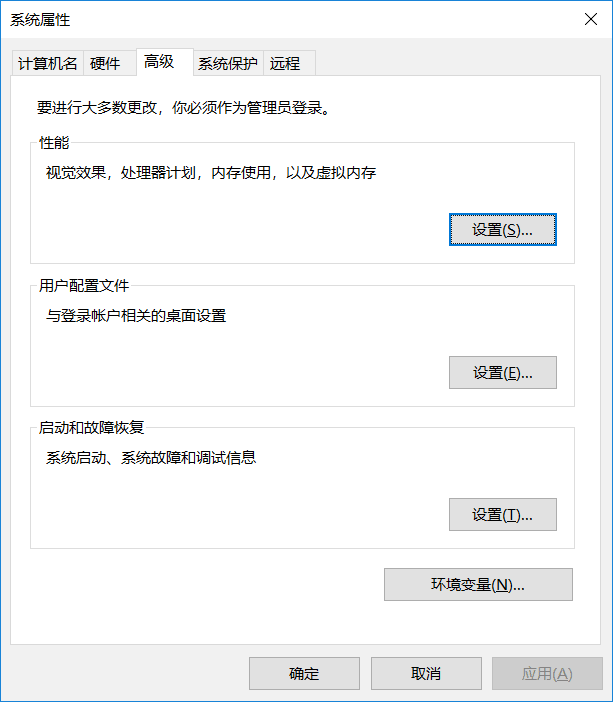 系统属性
计算机名 硬件 高级 系统保护 远程
要进行大多数更改，你必须作为管理员登录。
性能
视觉效果，处理器计划，内存使用，以及虚拟内存
设置(S)...
用户配置文件
与登录帐户相关的桌面设置
设置(E)...
启动和故障恢复
系统启动、系统故障和调试信息
设置(T)...
环境变量(N)...
确定 取消 应用(A)